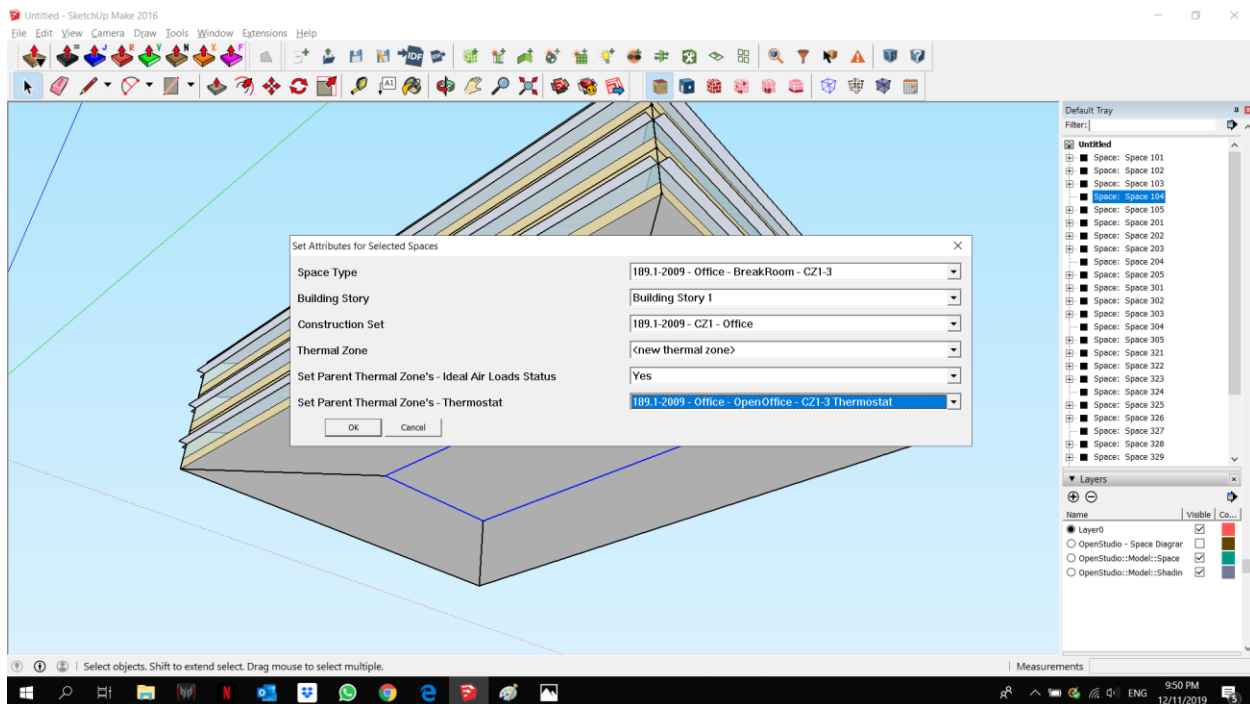 Untitled - SketchUp Make 2016
File Edit View Camera Draw Tools Window Extensions Help
IDF
A1
Default Tray
Filter:
Untitled
Space: Space 101
Space: Space 102
Space: Space 103
Space: Space 104
Space: Space 105
Space: Space 201
Space: Space 202
Space: Space 203
Space: Space 204
Space: Space 205
Space: Space 301
Space: Space 302
Space: Space 303
Space: Space 304
Space: Space 305
Space: Space 321
Space: Space 322
Space: Space 323
Space: Space 324
Space: Space 325
Space: Space 326
Space: Space 327
Space: Space 328
Space: Space 329
Set Attributes for Selected Spaces
Space Type 189.1-2009 - Office - BreakRoom - CZ1-3
Building Story Building Story 1
Construction Set 189.1-2009 - CZ1 - Office
Thermal Zone <new thermal zone>
Set Parent Thermal Zone's - Ideal Air Loads Status Yes
Set Parent Thermal Zone's - Thermostat 189.1-2009 - Office - OpenOffice - CZ1-3 Thermostat
OK Cancel
Layers
Name Visible Co...
Layer0
OpenStudio - Space Diagrar
OpenStudio::Model::Space
OpenStudio::Model::Shadin
Select objects. Shift to extend select. Drag mouse to select multiple.
Measurements
ENG
9:50 PM
12/11/2019
5